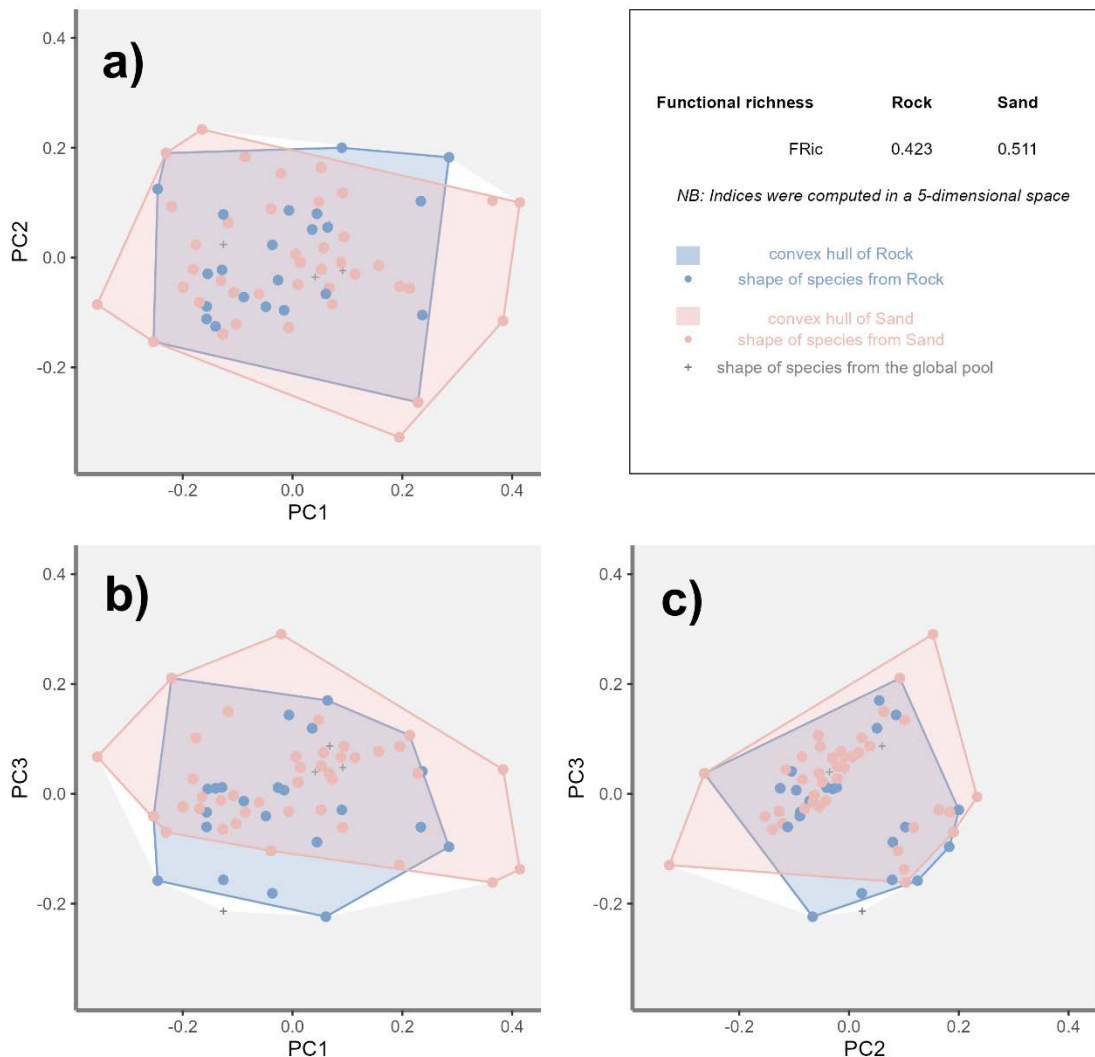 a)
0.4
0.2
0.0
-0.2
PC2
-0.2 0.0 0.2 0.4
PC1
Functional richness Rock Sand
FRic 0.423 0.511
NB: Indices were computed in a 5-dimensional space
convex hull of Rock
shape of species from Rock
convex hull of Sand
shape of species from Sand
+ shape of species from the global pool
b)
0.4
0.2
0.0
-0.2
PC3
-0.2 0.0 0.2 0.4
PC1
c)
0.4
0.2
0.0
-0.2
PC3
-0.2 0.0 0.2 0.4
PC2